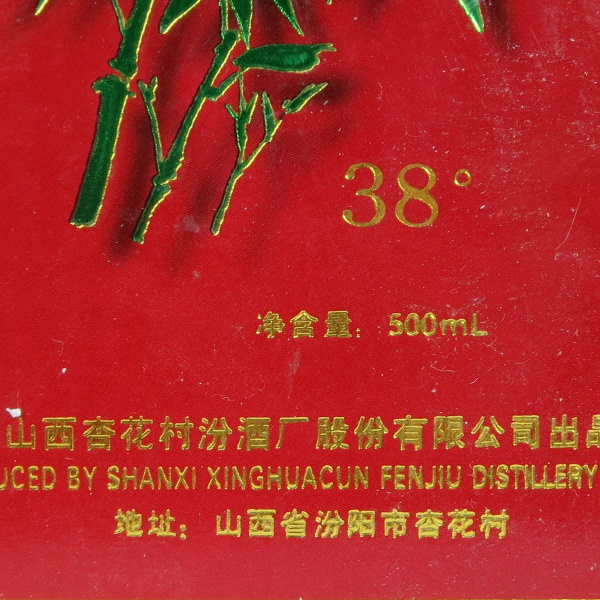 38°
净含量：500mL
山西杏花村汾酒厂股份有限公司出品
UCED BY SHANXI XINGHUACUN FENJIU DISTILLERY
地址：山西省汾阳市杏花村